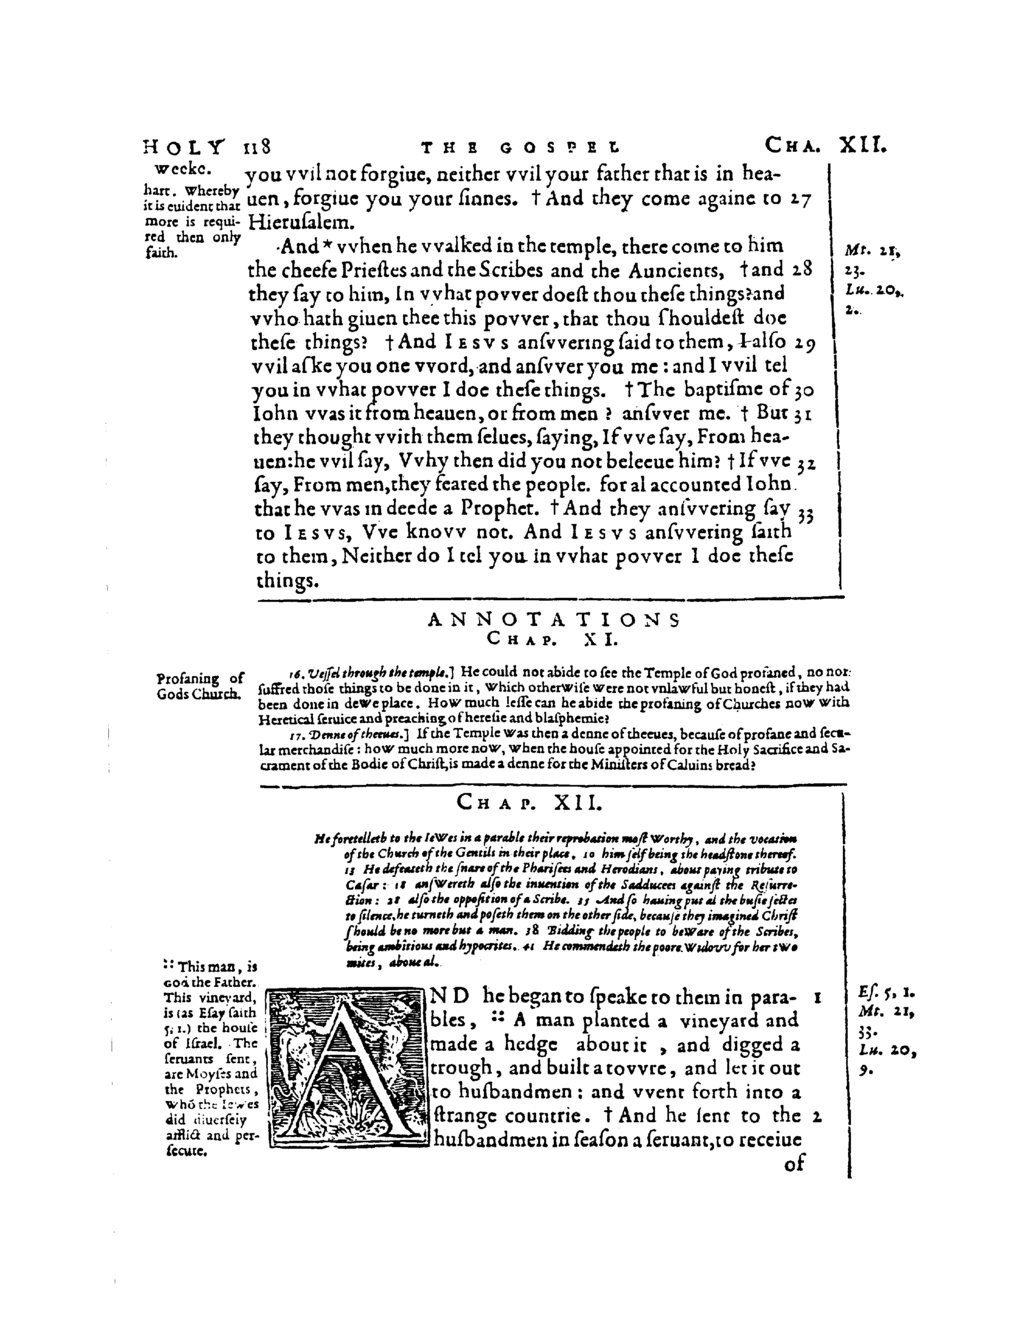 HOLY 118 THE GOSPEL CHA. XII.
weeke.
hart. Whereby
it is euident that
more is requi-
red then only
faith.
you vvil not forgiue, neither vvil your father that is in hea-
uen, forgiue you your ſinnes. † And they come againe to 27
Hieruſalem.
And * vvhen he vvalked in the temple, there come to him
the cheefe Prieſtes and the Scribes and the Auncients, † and 28
they ſay to him, In vvhat povver doeſt thou theſe things? and
vvho hath giuen thee this povver, that thou ſhouldeſt doe
theſe things? † And IESVS anſvvering ſaid to them, I alſo 29
vvil aſke you one vvord, and anſvver you me: and I vvil tel
you in vvhat povver I doe theſe things. † The baptiſme of 30
Iohn vvas it from heauen, or from men? anſvver me. † But 31
they thought vvith them ſelues, ſaying, If vve ſay, From hea-
uen: he vvil ſay, Vvhy then did you not beleeue him? † If vve 32
ſay, From men, they feared the people. for al accounted Iohn
that he vvas in deede a Prophet. † And they anſvvering ſay 33
to IESVS, Vve knovv not. And IESVS anſvvering ſaith
to them, Neither do I tel you in vvhat povver I doe theſe
things.
Mt. 21,
23.
Lu. 20,
2.
ANNOTATIONS
CHAP. XI.
Profaning of
Gods Church.
16. Veſſel through the temple.] He could not abide to ſee the Temple of God profaned, no nor
ſuffred thoſe things to be done in it, which otherwiſe were not vnlawful but honeſt, if they had
been done in dewe place. How much leſſe can he abide the profaning of Churches now with
Heretical ſeruice and preaching of hereſie and blaſphemie?
17. Denne of theeues.] If the Temple was then a denne of theeues, becauſe of profane and ſecu-
lar merchandiſe: how much more now, when the houſe appointed for the Holy Sacrifice and Sa-
crament of the Bodie of Chriſt, is made a denne for the Miniſters of Caluins bread?
CHAP. XII.
He foretelleth to the Iewes in a parable their reprobation moſt worthy, and the vocation
of the Church of the Gentils in their place, 10 him ſelf being the headſtone thereof.
13 He defeateth the ſnare of the Phariſees and Herodians, about paying tribute to
Cæſar: 18 anſwereth alſo the inuention of the Sadducees againſt the Reſurre-
ction: 28 alſo the oppoſition of a Scribe. 35 And ſo hauing put al the buſie ſectes
to ſilence, he turneth and poſeth them on the other ſide, becauſe they imagined Chriſt
ſhould be no more but a man. 38 Bidding the people to beware of the Scribes,
being ambitious and hypocrites. 41 He commendeth the poore widovv for her two
mites, aboue al.
:: This man, is
God the Father.
This vineyard,
is (as Eſay ſaith
5, 1.) the houſe
of Iſrael. The
ſeruants ſent,
are Moyſes and
the Prophets,
whō the Iewes
did diuerſely
afflict and per-
ſecute.
AND he began to ſpeake to them in para- 1
bles, :: A man planted a vineyard and
made a hedge about it, and digged a
trough, and built a tovvre, and let it out
to huſbandmen: and vvent forth into a
ſtrange countrie. † And he ſent to the 2
huſbandmen in ſeaſon a ſeruant, to receiue
of
Eſ. 5, 1.
Mt. 21,
33.
Lu. 20,
9.